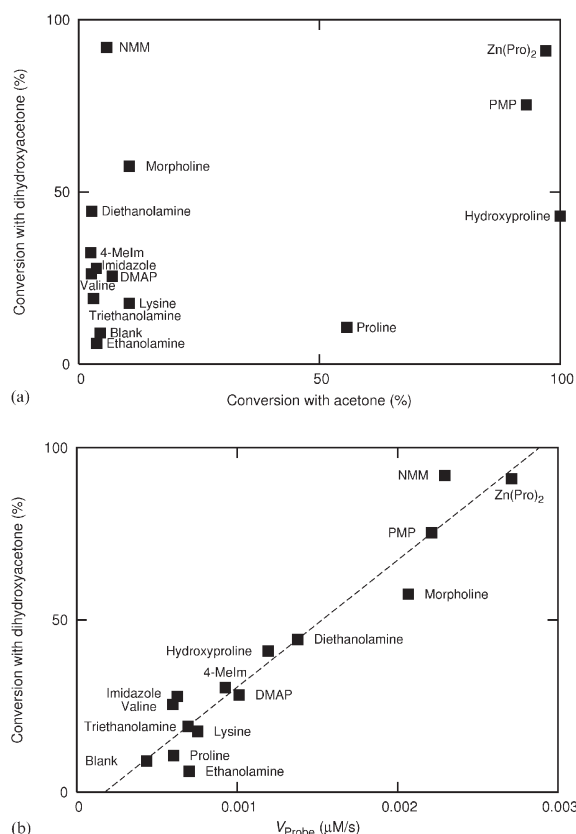 100
NMM
Zn(Pro)2
PMP
Morpholine
50
Diethanolamine
Hydroxyproline
4-MeIm
Imidazole
DMAP
Valine
Lysine
Triethanolamine
Proline
Blank
Ethanolamine
0
0
50
100
Conversion with dihydroxyacetone (%)
Conversion with acetone (%)
(a)
100
NMM
Zn(Pro)2
PMP
Morpholine
50
Diethanolamine
Hydroxyproline
4-MeIm
Imidazole
DMAP
Valine
Triethanolamine
Lysine
Blank
Proline
Ethanolamine
0
0
0.001
0.002
0.003
Conversion with dihydroxyacetone (%)
VProbe (μM/s)
(b)